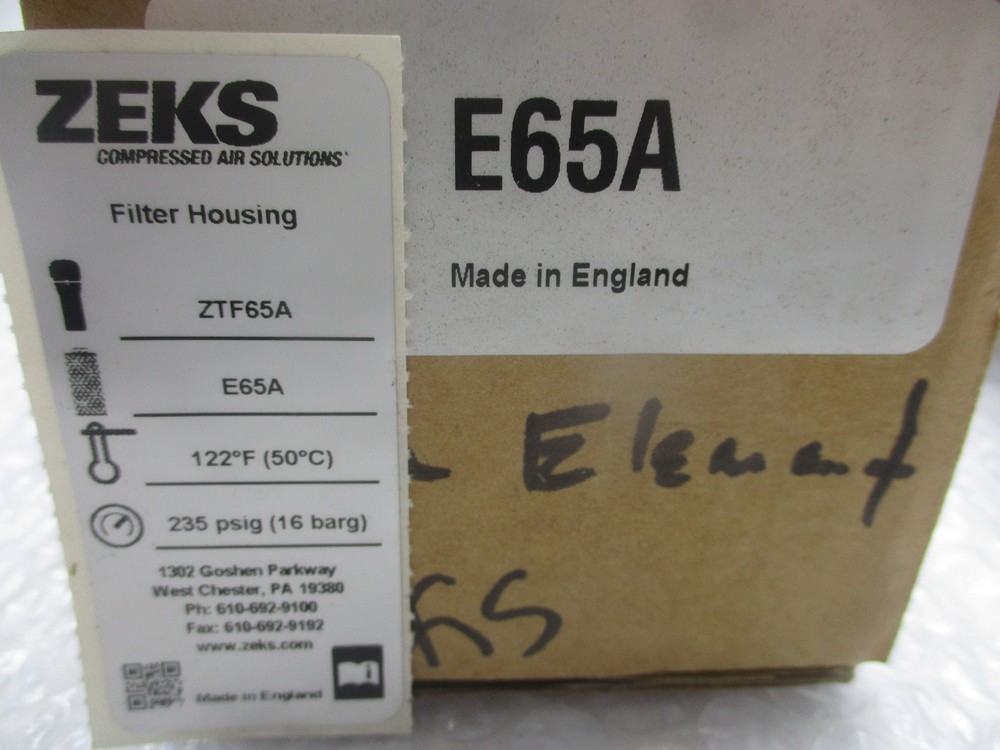 ZEKS
COMPRESSED AIR SOLUTIONS
Filter Housing
ZTF65A
E65A
122°F (50°C)
235 psig (16 barg)
1302 Goshen Parkway
West Chester, PA 19380
Ph: 610-692-9100
Fax: 610-692-9192
www.zeks.com
Made in England
E65A
Made in England
Element